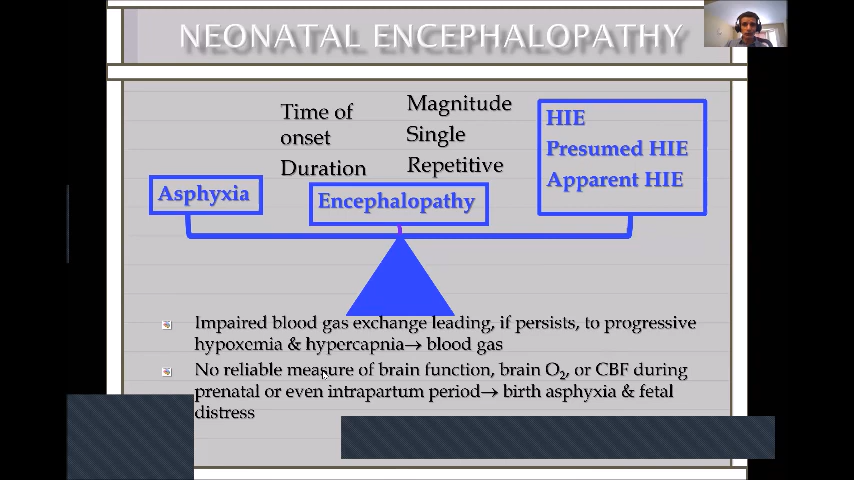 NEONATAL ENCEPHALOPATHY
Time of
onset
Duration
Magnitude
Single
Repetitive
HIE
Presumed HIE
Apparent HIE
Asphyxia
Encephalopathy
Impaired blood gas exchange leading, if persists, to progressive
hypoxemia & hypercapnia→ blood gas
No reliable measure of brain function, brain O₂, or CBF during
prenatal or even intrapartum period→ birth asphyxia & fetal
distress